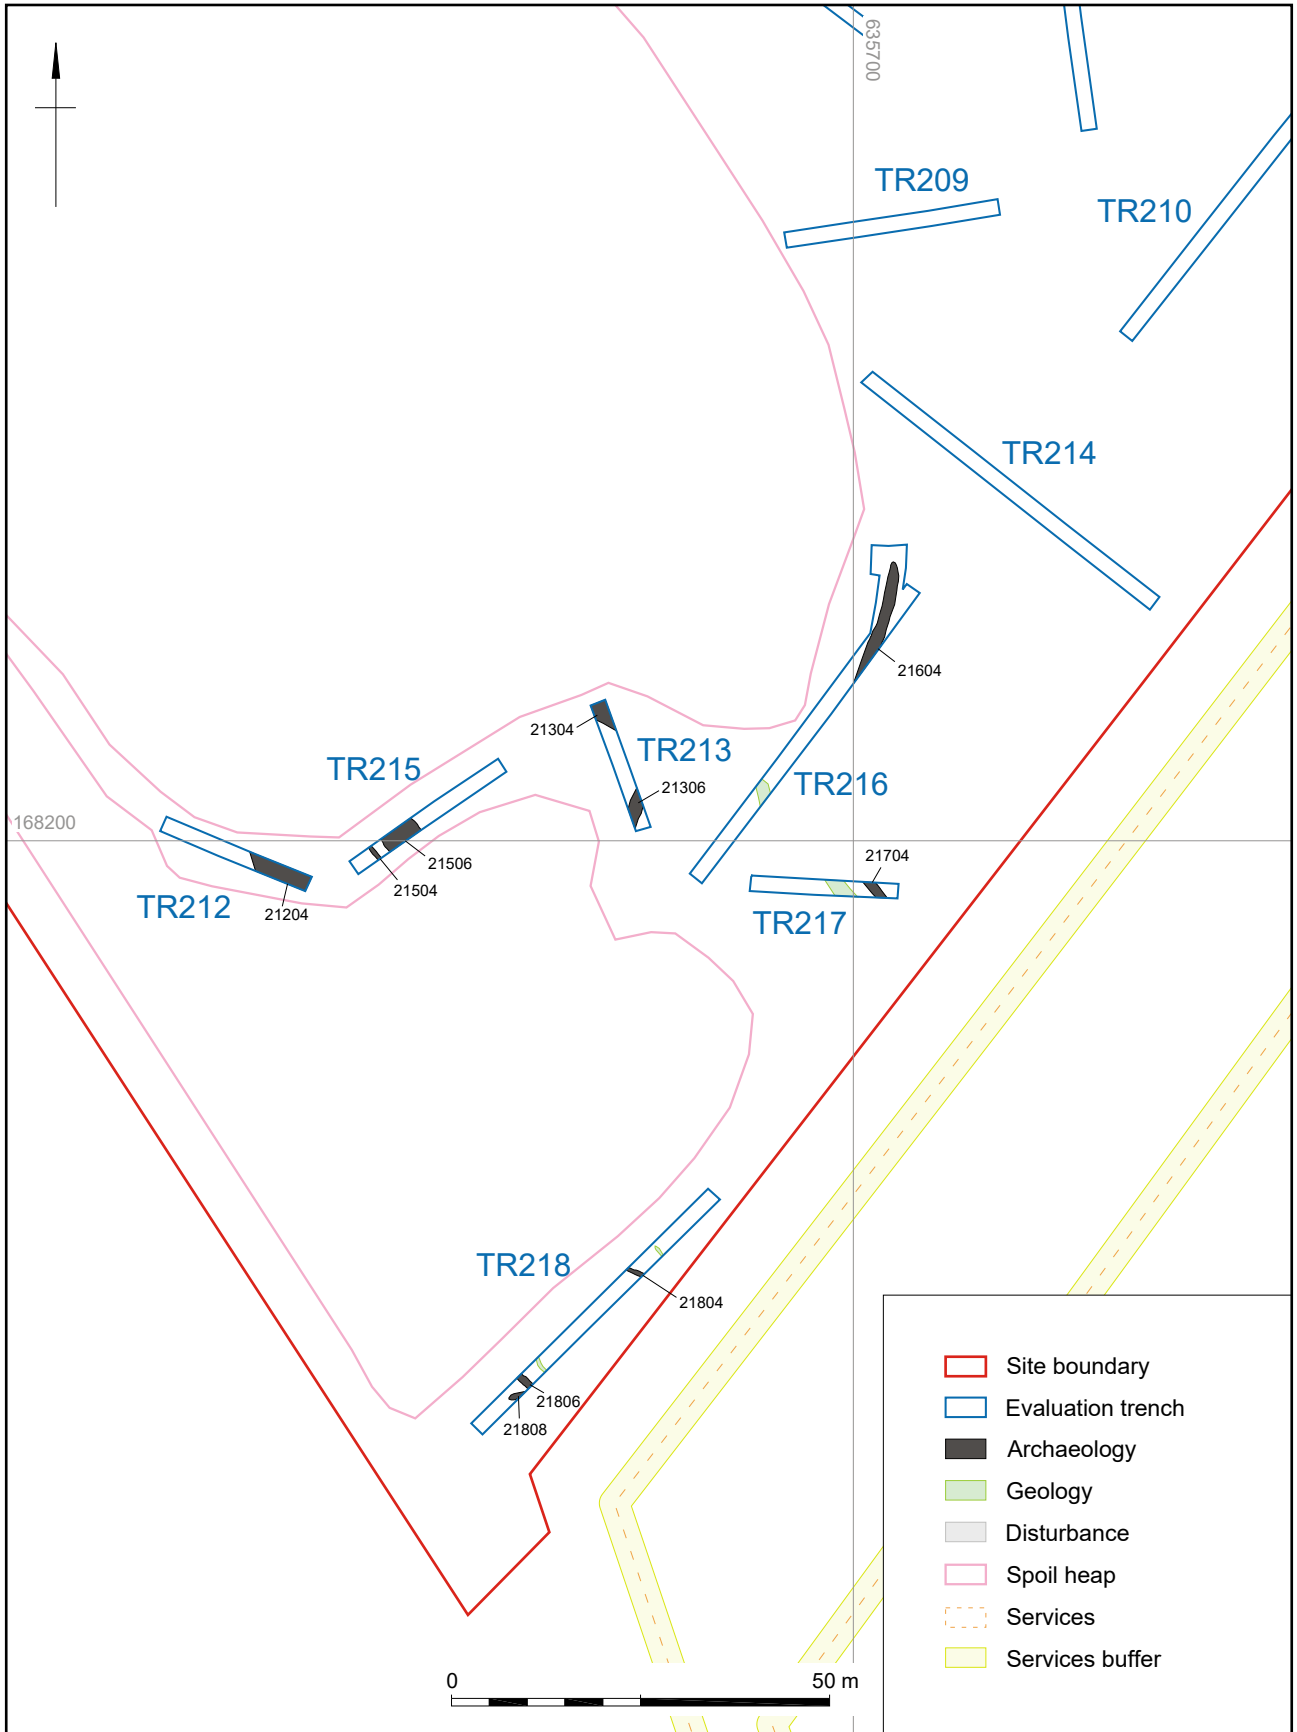 635700
TR209
TR210
TR214
21604
21304
TR213
TR215
21306
TR216
168200
21704
21506
21504
TR212
21204
TR217
TR218
21804
21806
21808
Site boundary
Evaluation trench
Archaeology
Geology
Disturbance
Spoil heap
Services
Services buffer
0 50 m